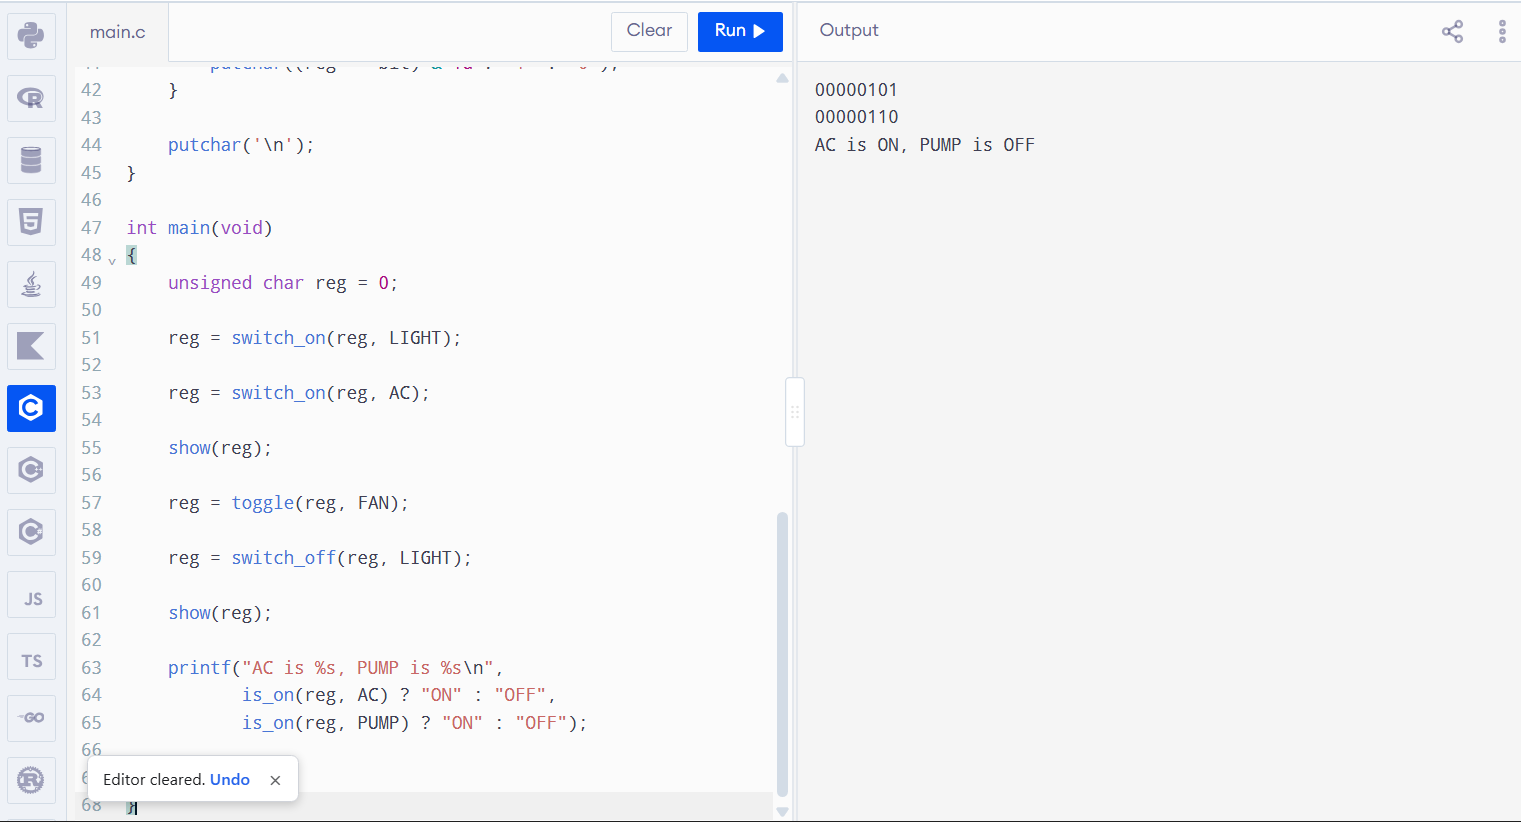 main.c
Clear
Run
Output
42 }
43
44 putchar('\n');
45 }
46
47 int main(void)
48 {
49 unsigned char reg = 0;
50
51 reg = switch_on(reg, LIGHT);
52
53 reg = switch_on(reg, AC);
54
55 show(reg);
56
57 reg = toggle(reg, FAN);
58
59 reg = switch_off(reg, LIGHT);
60
61 show(reg);
62
63 printf("AC is %s, PUMP is %s\n",
64 is_on(reg, AC) ? "ON" : "OFF",
65 is_on(reg, PUMP) ? "ON" : "OFF");
66
68 }
Editor cleared. Undo ×
00000101
00000110
AC is ON, PUMP is OFF
R
5
C
C
C
JS
TS
GO
R